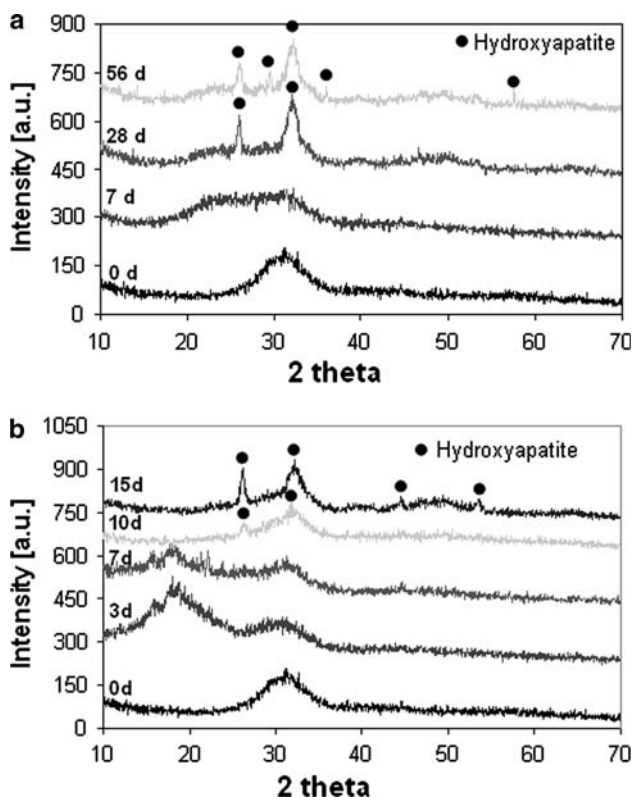 a
900
750
600
450
300
150
0
Intensity [a.u.]
Hydroxyapatite
56 d
28 d
7 d
0 d
10 20 30 40 50 60 70
2 theta
b
1050
900
750
600
450
300
150
0
Intensity [a.u.]
Hydroxyapatite
15d
10d
7d
3d
0d
10 20 30 40 50 60 70
2 theta